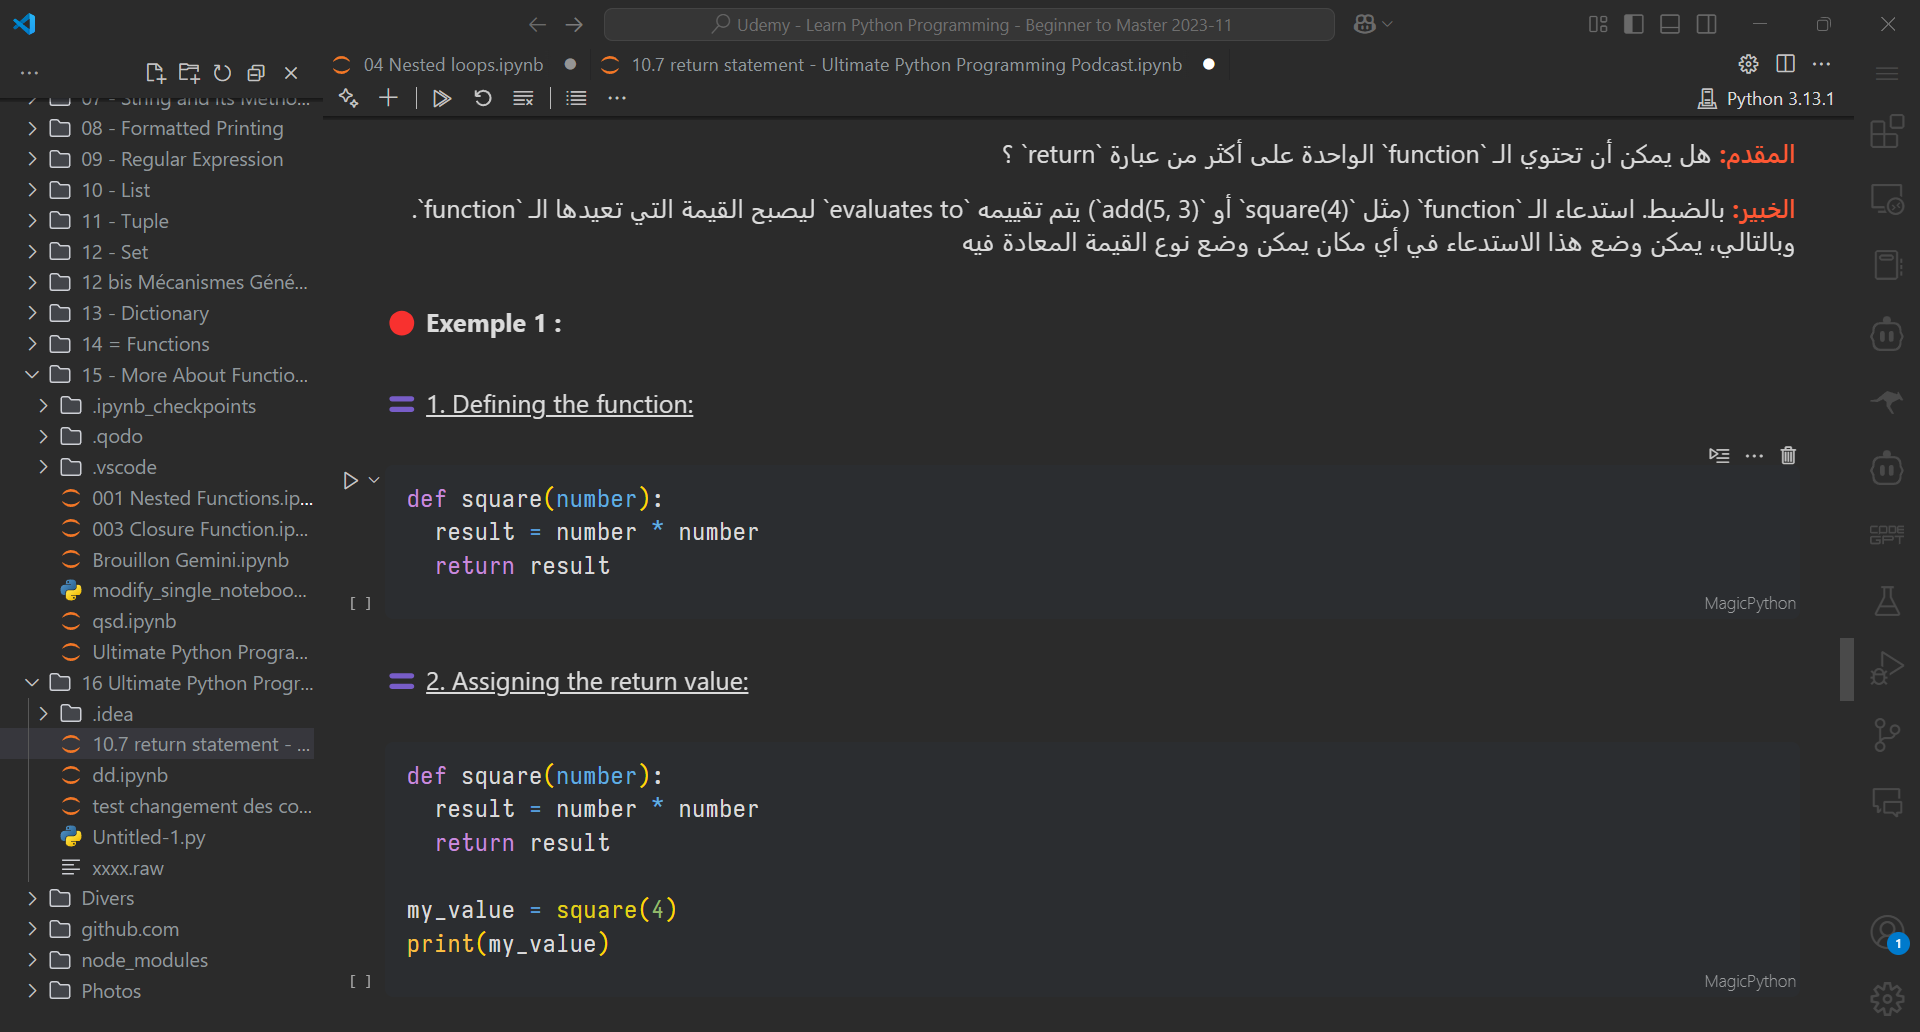 Udemy - Learn Python Programming - Beginner to Master 2023-11
04 Nested loops.ipynb
10.7 return statement - Ultimate Python Programming Podcast.ipynb
Python 3.13.1
07 - String and its Metho...
08 - Formatted Printing
09 - Regular Expression
10 - List
11 - Tuple
12 - Set
12 bis Mécanismes Géné...
13 - Dictionary
14 = Functions
15 - More About Functio...
.ipynb_checkpoints
.qodo
.vscode
001 Nested Functions.ip...
003 Closure Function.ip...
Brouillon Gemini.ipynb
modify_single_noteboo...
qsd.ipynb
Ultimate Python Progra...
16 Ultimate Python Progr...
.idea
10.7 return statement - ...
dd.ipynb
test changement des co...
Untitled-1.py
xxxx.raw
Divers
github.com
node_modules
Photos
المقدم: هل يمكن أن تحتوي الـ `function` الواحدة على أكثر من عبارة `return` ؟
الخبير: بالضبط. استدعاء الـ `function` (مثل `square(4)` أو `add(5, 3)`) يتم تقييمه `evaluates to` ليصبح القيمة التي تعيدها الـ `function`.
وبالتالي، يمكن وضع هذا الاستدعاء في أي مكان يمكن وضع نوع القيمة المعادة فيه
Exemple 1 :
1. Defining the function:
def square(number):
result = number * number
return result
[ ]
MagicPython
2. Assigning the return value:
def square(number):
result = number * number
return result
my_value = square(4)
print(my_value)
[ ]
MagicPython
CODE
GPT
1